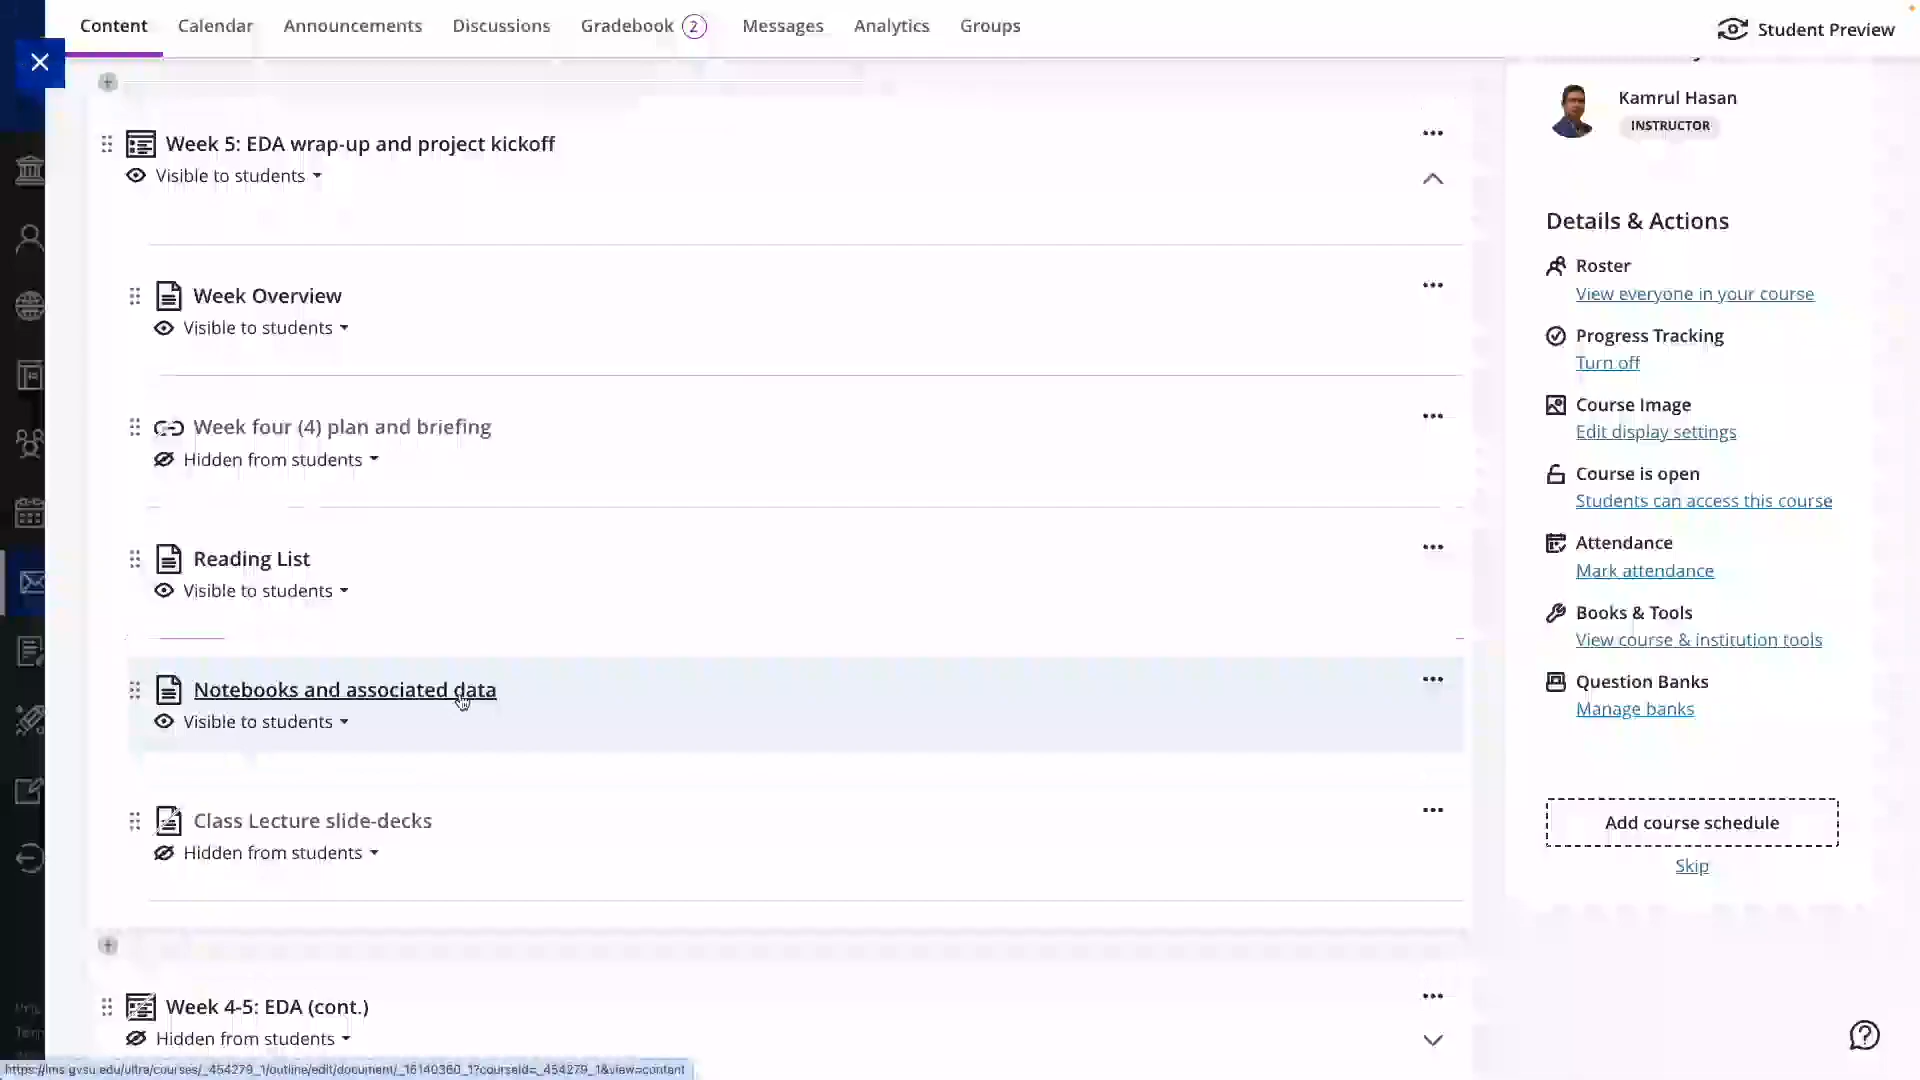 Content Calendar Announcements Discussions Gradebook 2 Messages Analytics Groups
Student Preview
Kamrul Hasan
INSTRUCTOR
Week 5: EDA wrap-up and project kickoff
Visible to students
Details & Actions
Roster
View everyone in your course
Week Overview
Visible to students
Progress Tracking
Turn off
Course Image
Edit display settings
Week four (4) plan and briefing
Hidden from students
Course is open
Students can access this course
Attendance
Mark attendance
Reading List
Visible to students
Books & Tools
View course & institution tools
Notebooks and associated data
Visible to students
Question Banks
Manage banks
Class Lecture slide-decks
Hidden from students
Add course schedule
Skip
Week 4-5: EDA (cont.)
Hidden from students
https://lms.gvsu.edu/ultra/courses/_454279_1/outline/edit/document/_16140360_1?courseId=_454279_1&view=content